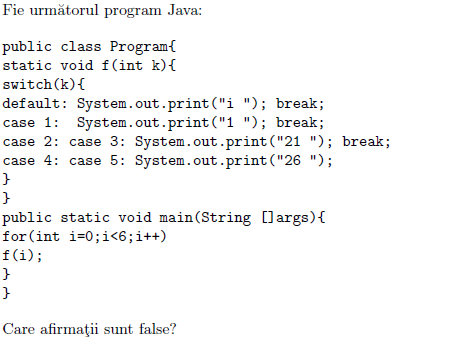 Fie următorul program Java:
public class Program{
static void f(int k){
switch(k){
default: System.out.print("i "); break;
case 1:  System.out.print("1 "); break;
case 2: case 3: System.out.print("21 "); break;
case 4: case 5: System.out.print("26 ");
}
}
public static void main(String []args){
for(int i=0;i<6;i++)
f(i);
}
}
Care afirmaţii sunt false?